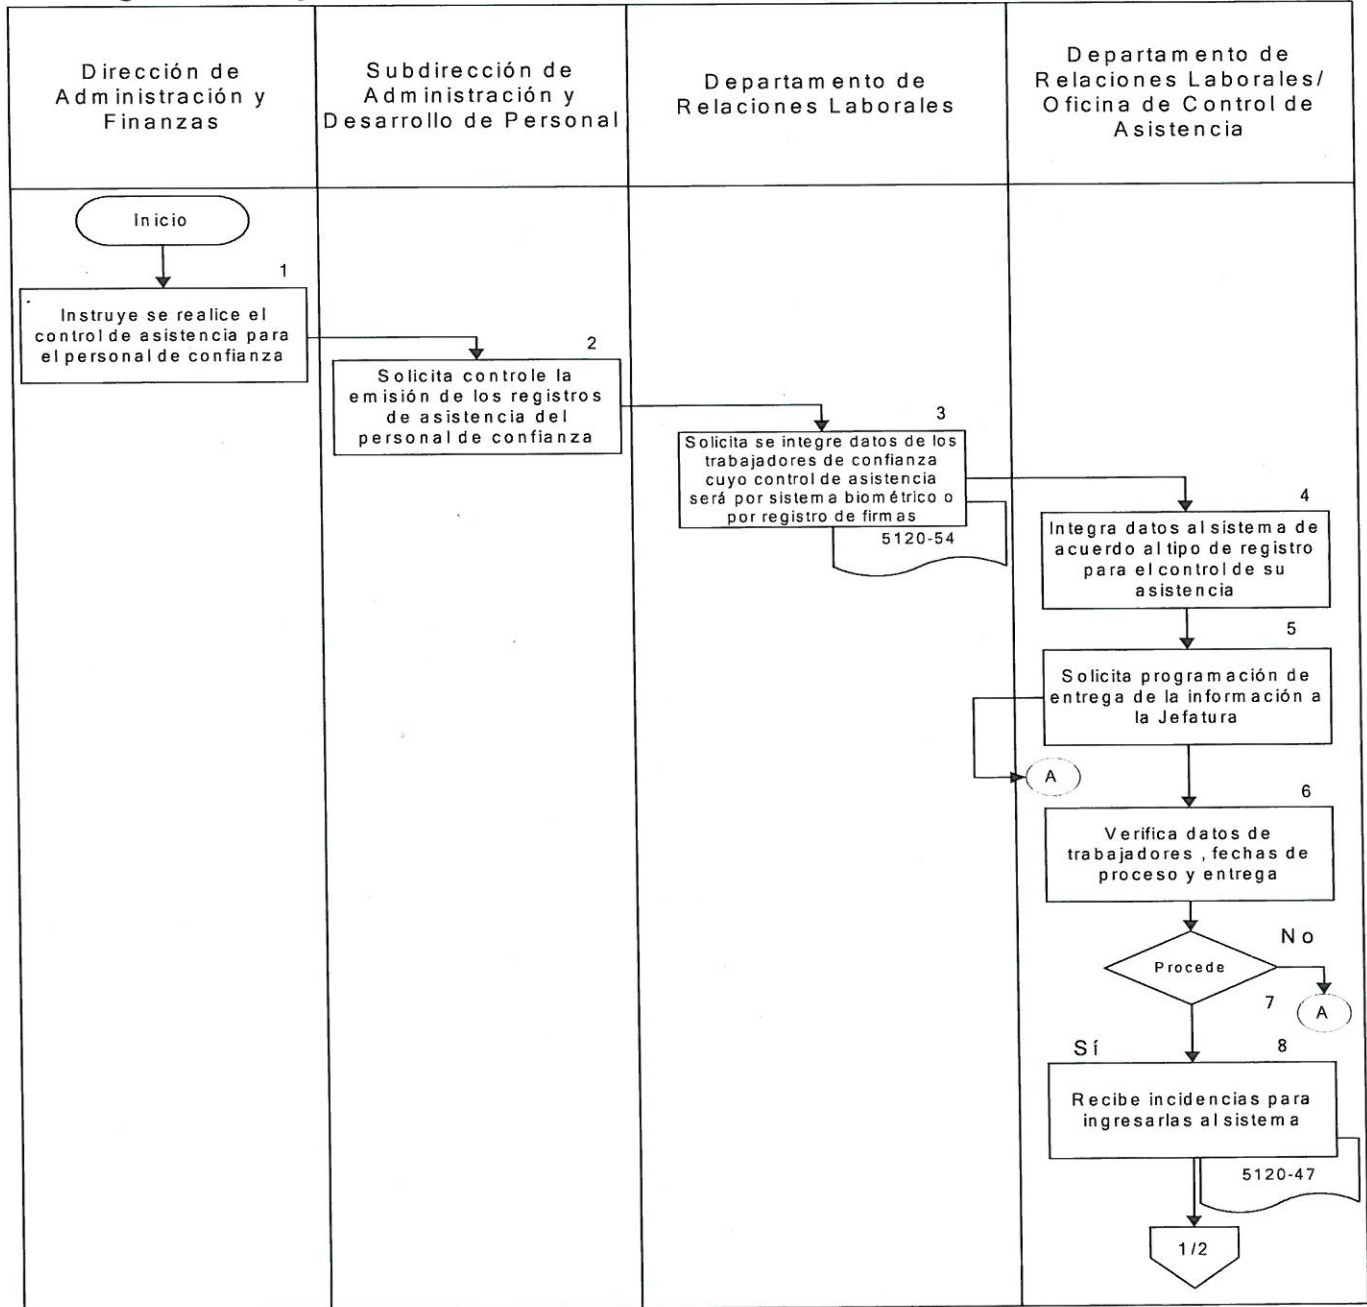 Dirección de
Administración y
Finanzas
Subdirección de
Administración y
Desarrollo de Personal
Departamento de
Relaciones Laborales
Departamento de
Relaciones Laborales/
Oficina de Control de
Asistencia
Inicio
1
Instruye se realice el
control de asistencia para
el personal de confianza
2
Solicita controle la
emisión de los registros
de asistencia del
personal de confianza
3
Solicita se integre datos de los
trabajadores de confianza
cuyo control de asistencia
será por sistema biométrico o
por registro de firmas
5120-54
4
Integra datos al sistema de
acuerdo al tipo de registro
para el control de su
asistencia
5
Solicita programación de
entrega de la información a
la Jefatura
A
6
Verifica datos de
trabajadores , fechas de
proceso y entrega
No
Procede
7
A
Sí
8
Recibe incidencias para
ingresarlas al sistema
5120-47
1/2